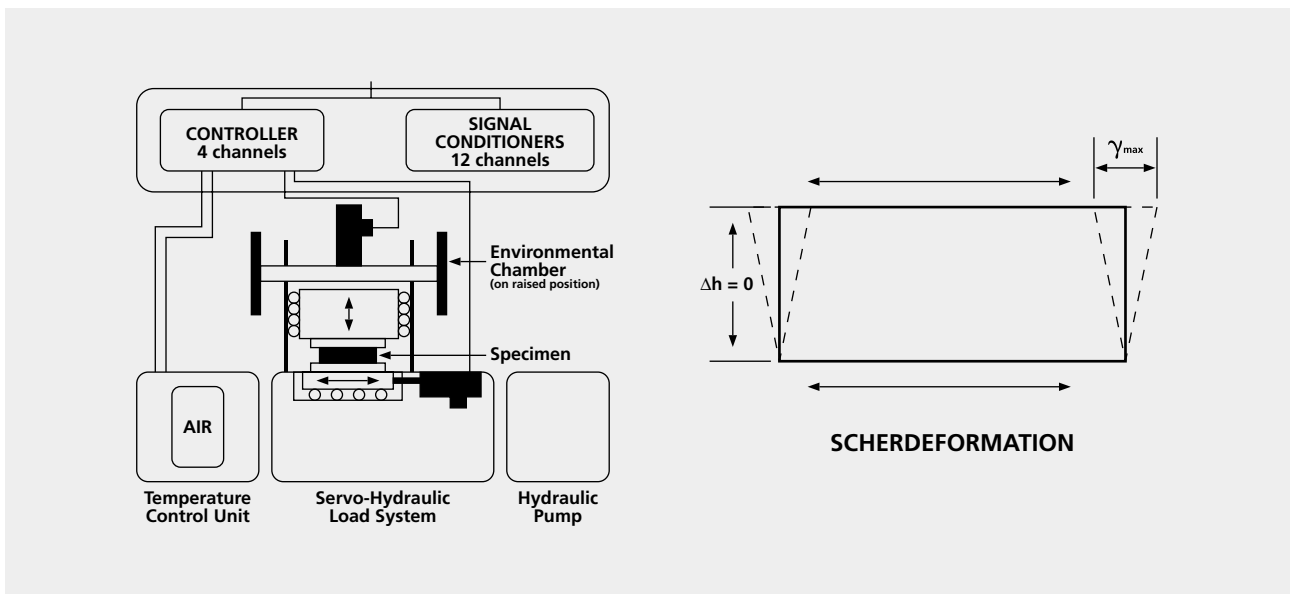 CONTROLLER
4 channels
SIGNAL
CONDITIONERS
12 channels
Environmental
Chamber
(on raised position)
Specimen
AIR
Temperature
Control Unit
Servo-Hydraulic
Load System
Hydraulic
Pump
γmax
Δh = 0
SCHERDEFORMATION